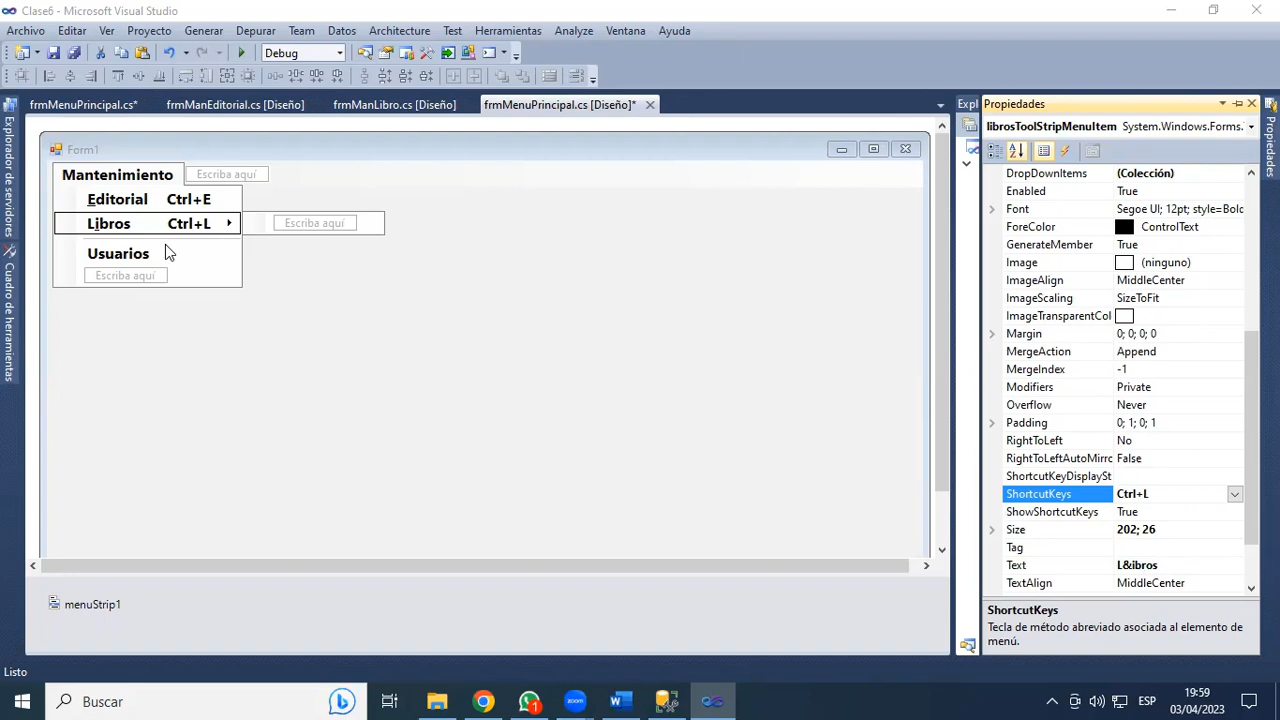 Clase6 - Microsoft Visual Studio
Archivo Editar Ver Proyecto Generar Depurar Team Datos Architecture Test Herramientas Analyze Ventana Ayuda
Debug
frmMenuPrincipal.cs* frmManEditorial.cs [Diseño] frmManLibro.cs [Diseño] frmMenuPrincipal.cs [Diseño]*
Explorador de servidores
Cuadro de herramientas
Form1
Mantenimiento Escriba aquí
Editorial Ctrl+E
Libros Ctrl+L Escriba aquí
Usuarios
Escriba aquí
menuStrip1
Expl
Propiedades
Propiedades
librosToolStripMenuItem System.Windows.Forms.
DropDownItems (Colección)
Enabled True
Font Segoe UI; 12pt; style=Bold
ForeColor ControlText
GenerateMember True
Image (ninguno)
ImageAlign MiddleCenter
ImageScaling SizeToFit
ImageTransparentCol
Margin 0; 0; 0; 0
MergeAction Append
MergeIndex -1
Modifiers Private
Overflow Never
Padding 0; 1; 0; 1
RightToLeft No
RightToLeftAutoMirro False
ShortcutKeyDisplaySt
ShortcutKeys Ctrl+L
ShowShortcutKeys True
Size 202; 26
Tag
Text L&ibros
TextAlign MiddleCenter
ShortcutKeys
Tecla de método abreviado asociada al elemento de
menú.
Listo
Buscar
1
zoom
ESP
19:59
03/04/2023